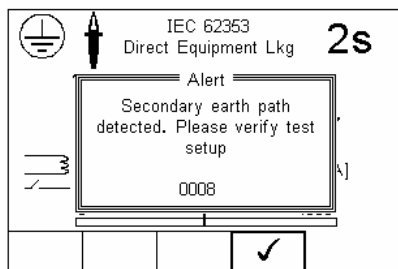 IEC 62353
Direct Equipment Lkg
2s
Alert
Secondary earth path
detected. Please verify test
setup
0008